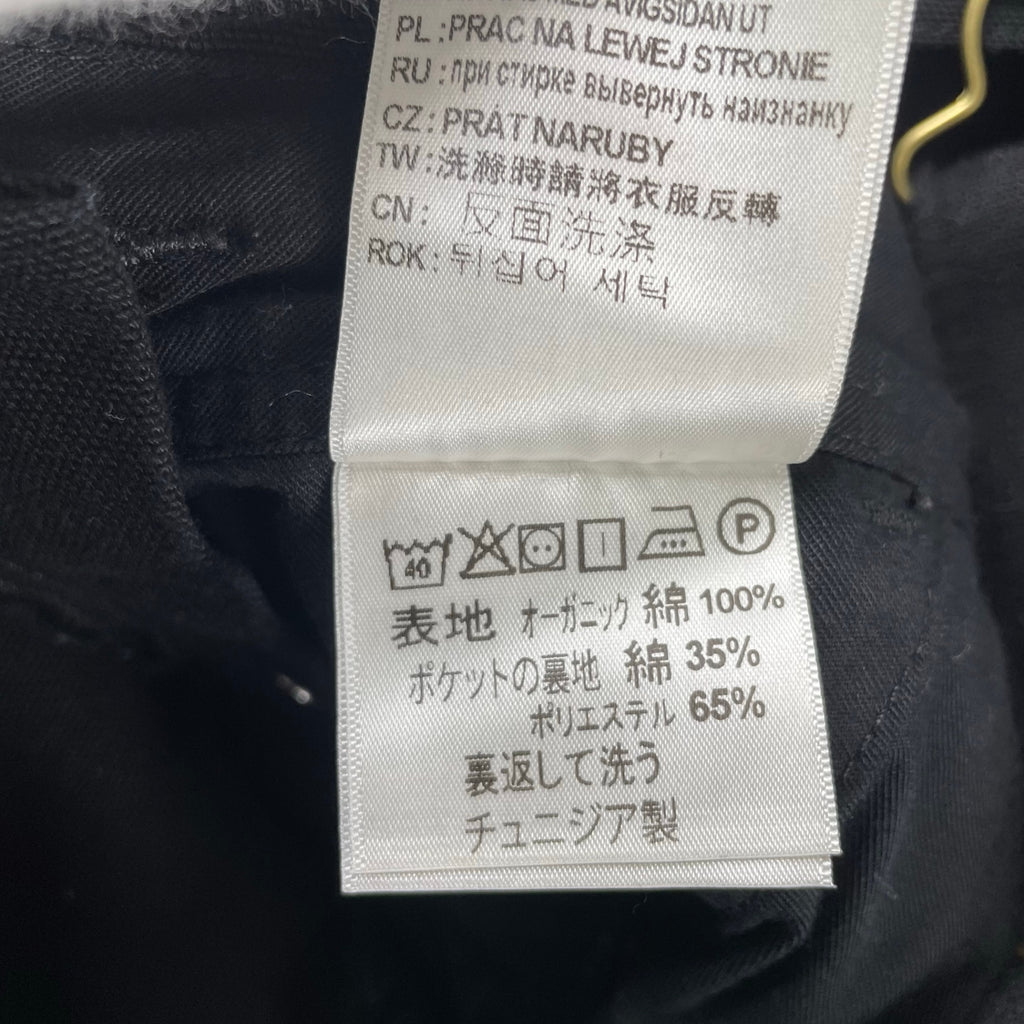 AVIGSIDAN UT
PL:PRAC NA LEWEJ STRONIE
RU:при стирке вывернуть наизнанку
CZ:PRÁT NARUBY
TW:洗滌時請將衣服反轉
CN: 反面洗涤
ROK:뒤십어 세탁
40 P
表地 オーガニック 綿 100%
ポケットの裏地 綿 35%
ポリエステル 65%
裏返して洗う
チュニジア製